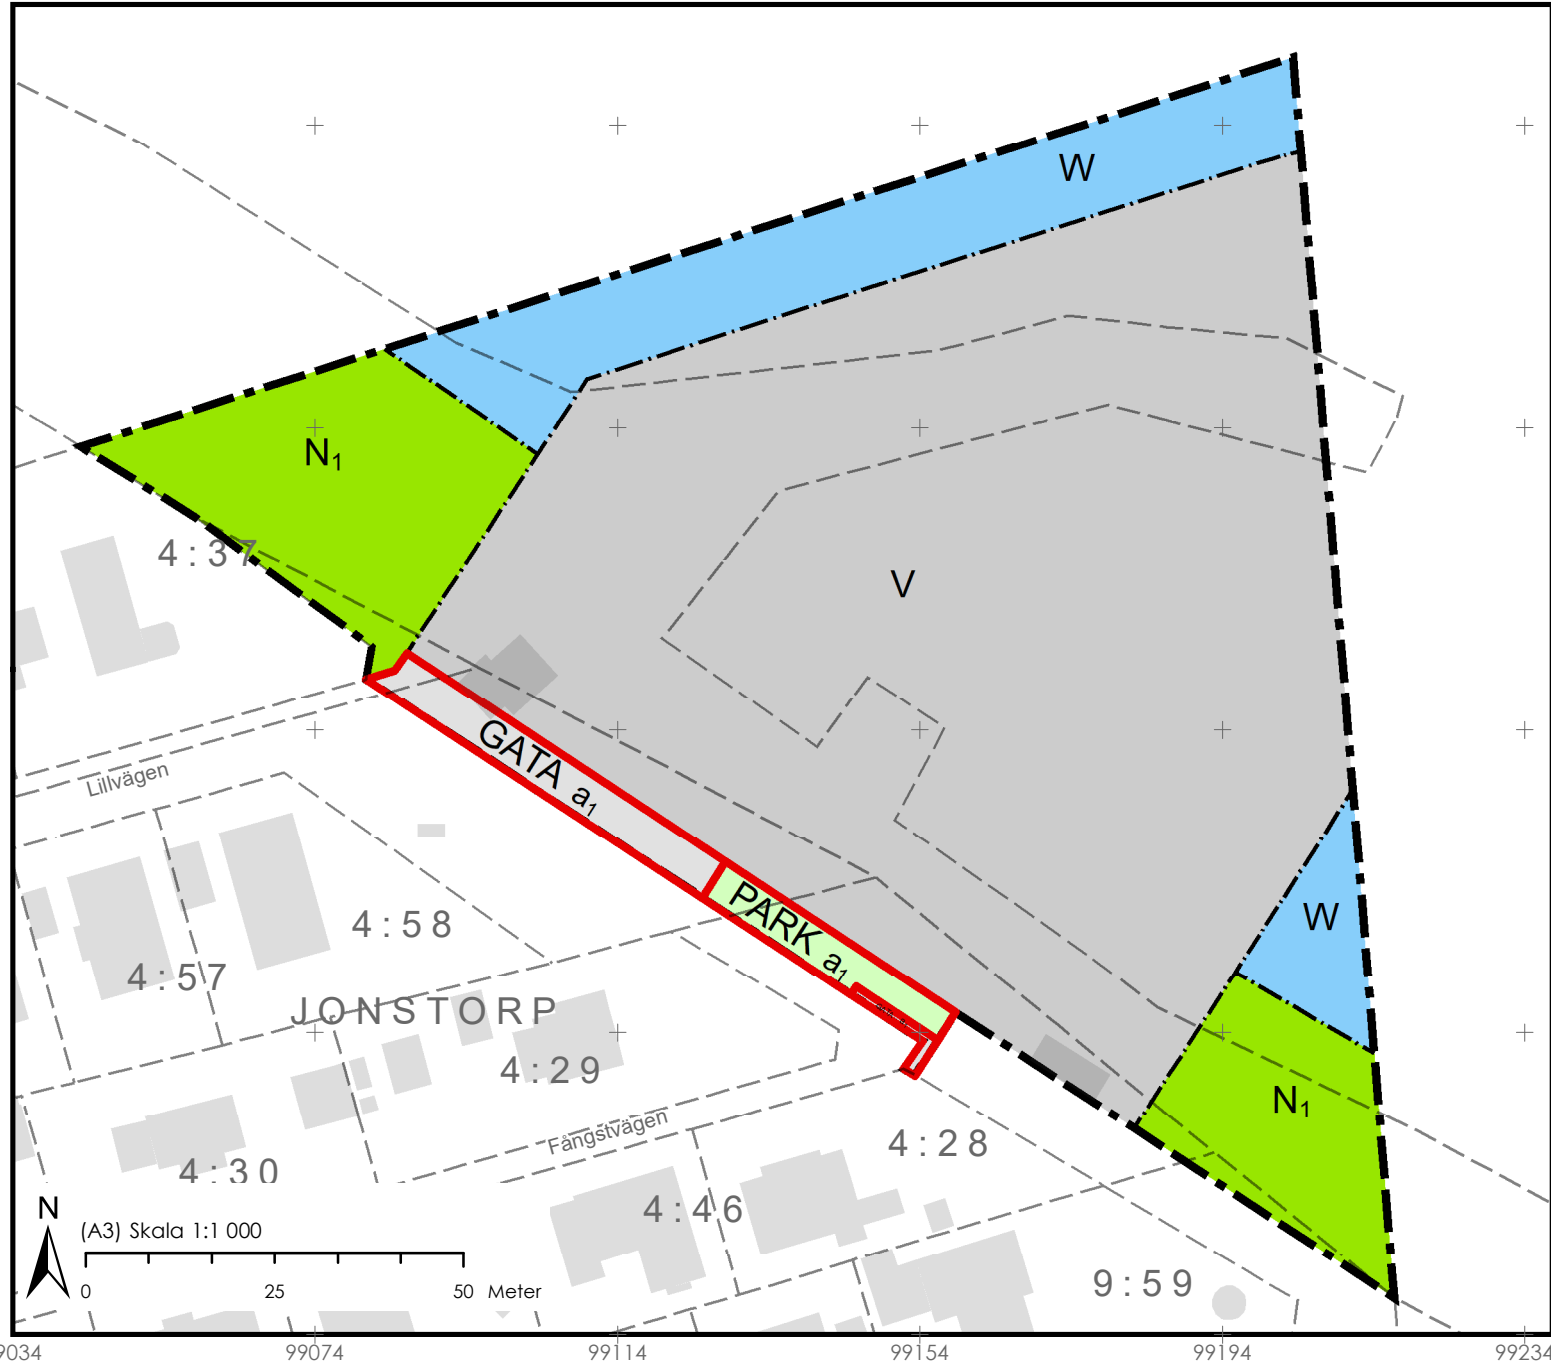 W
N₁
4:37
V
GATA a₁
Lillvägen
PARK a₁
4:58
W
4:57
JONSTORP
4:29
N₁
Fångstvägen
4:28
4:30
4:46
N
(A3) Skala 1:1 000
0 25 50 Meter
9:59
99034 99074 99114 99154 99194 99234